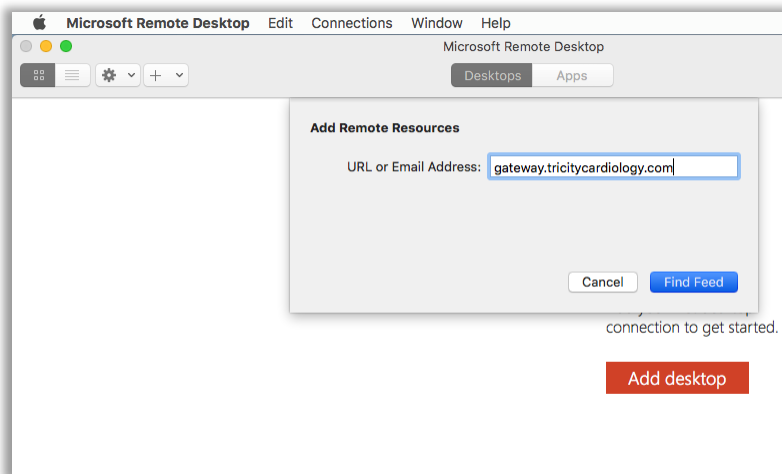 Microsoft Remote Desktop Edit Connections Window Help
Microsoft Remote Desktop
Desktops Apps
Add Remote Resources
URL or Email Address: gateway.tricitycardiology.com
Cancel Find Feed
connection to get started.
Add desktop